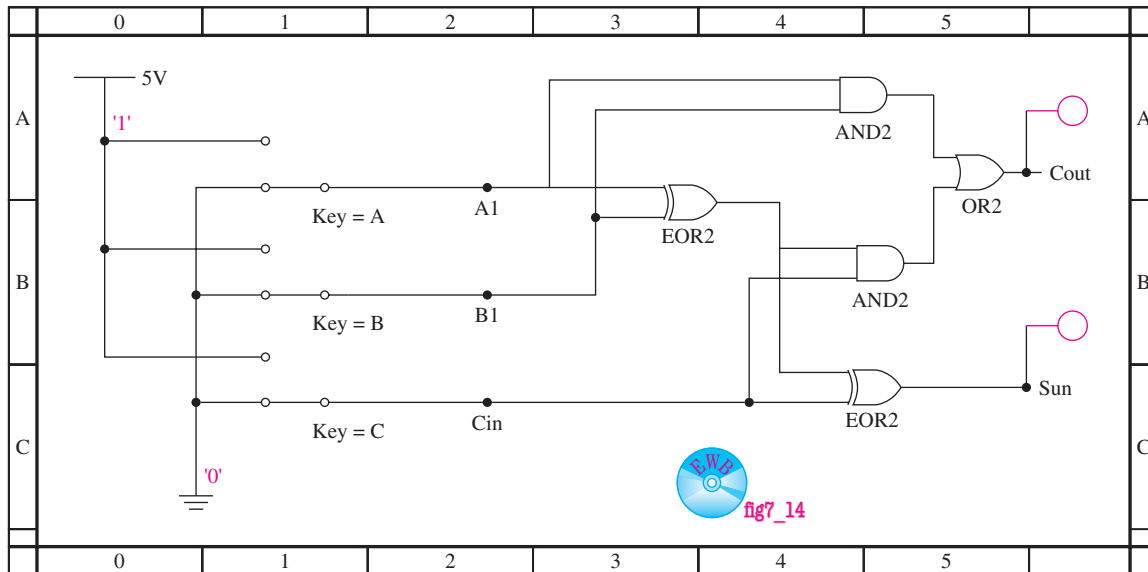 0 1 2 3 4 5
A
B
C
5V
'1'
Key = A
A1
AND2
EOR2
OR2
Cout
Key = B
B1
AND2
Key = C
Cin
EOR2
Sun
'0'
EWB
fig7_14
A
B
C
0 1 2 3 4 5